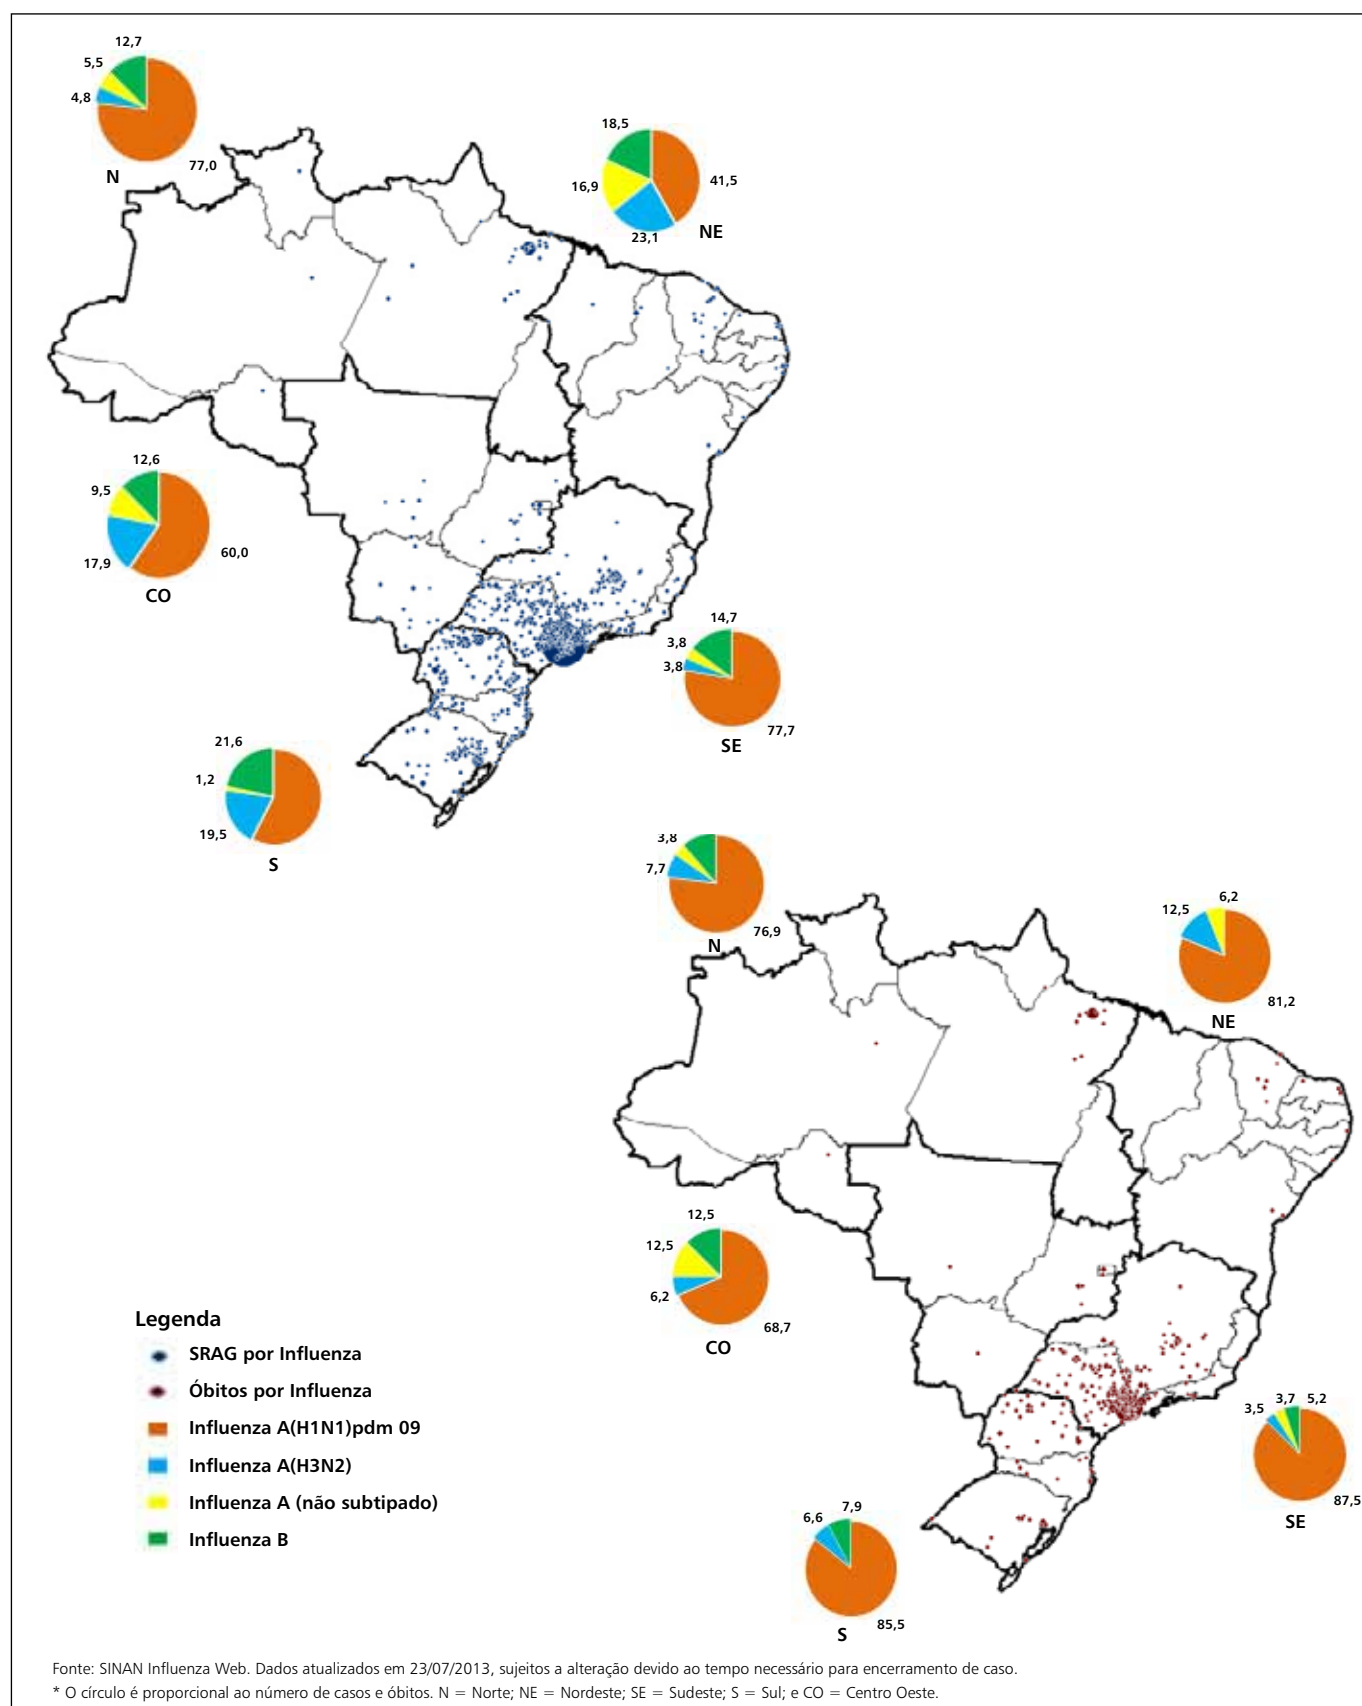 12,7
5,5
4,8
77,0
N
18,5
16,9
41,5
23,1
NE
12,6
9,5
17,9
60,0
CO
14,7
3,8
3,8
77,7
SE
21,6
1,2
19,5
S
3,8
7,7
76,9
N
6,2
12,5
81,2
NE
12,5
12,5
6,2
68,7
CO
3,7
5,2
3,5
87,5
SE
7,9
6,6
85,5
S
Legenda
SRAG por Influenza
Óbitos por Influenza
Influenza A(H1N1)pdm 09
Influenza A(H3N2)
Influenza A (não subtipado)
Influenza B
Fonte: SINAN Influenza Web. Dados atualizados em 23/07/2013, sujeitos a alteração devido ao tempo necessário para encerramento de caso.
* O círculo é proporcional ao número de casos e óbitos. N = Norte; NE = Nordeste; SE = Sudeste; S = Sul; e CO = Centro Oeste.